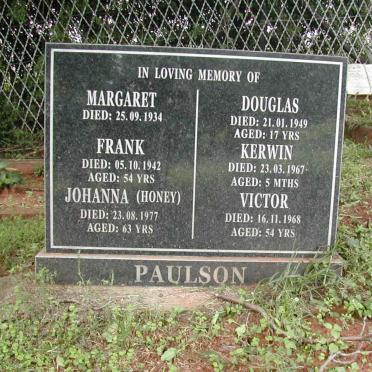 IN LOVING MEMORY OF
MARGARET
DIED: 25.09.1934
FRANK
DIED: 05.10.1942
AGED: 54 YRS
JOHANNA (HONEY)
DIED: 23.08.1977
AGED: 63 YRS
DOUGLAS
DIED: 21.01.1949
AGED: 17 YRS
KERWIN
DIED: 23.03.1967
AGED: 5 MTHS
VICTOR
DIED: 16.11.1968
AGED: 54 YRS
PAULSON